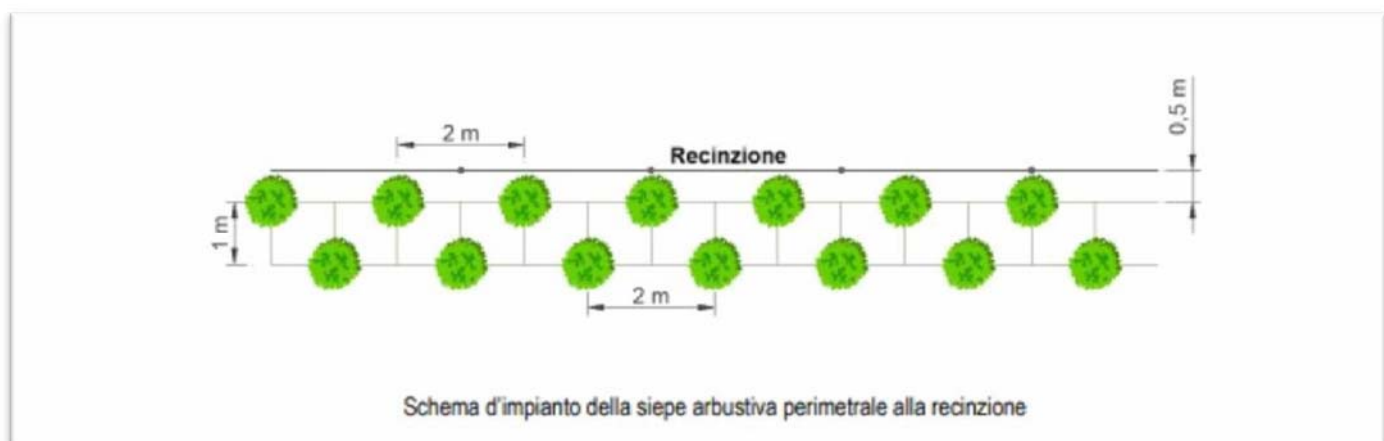 0,5 m
2 m
Recinzione
1 m
2 m
Schema d'impianto della siepe arbustiva perimetrale alla recinzione